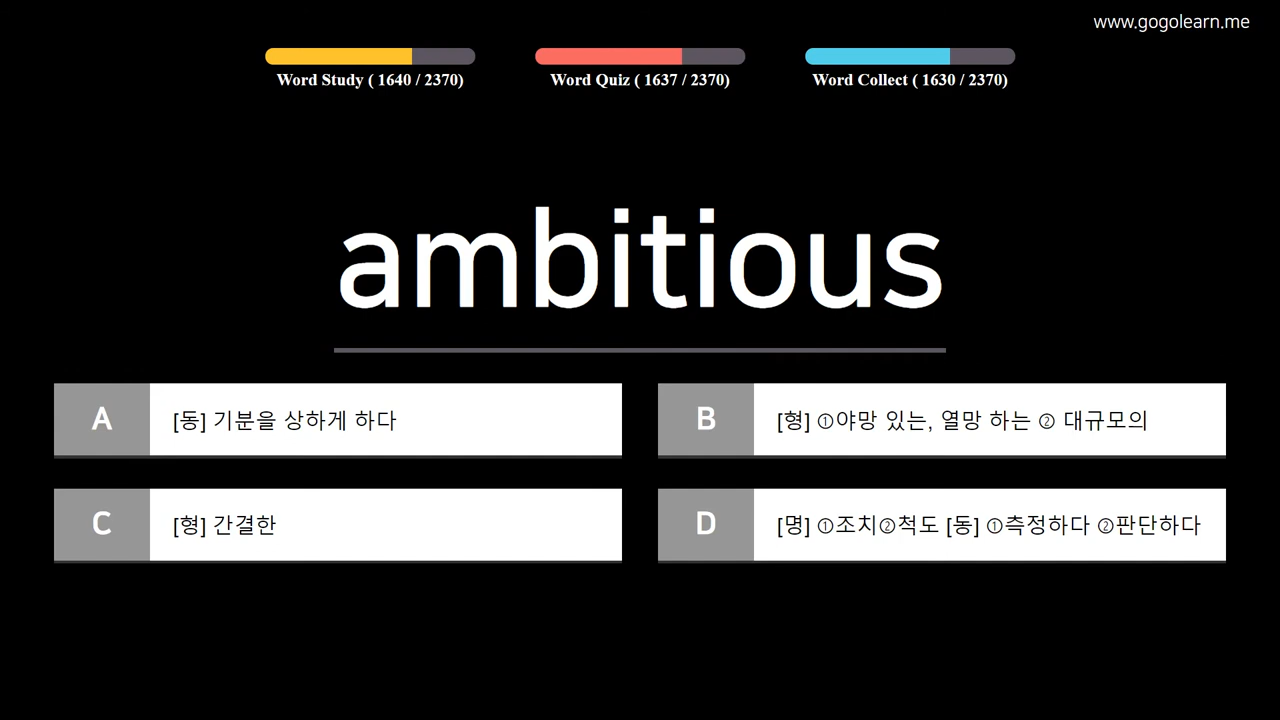 www.gogolearn.me
Word Study ( 1640 / 2370)
Word Quiz ( 1637 / 2370)
Word Collect ( 1630 / 2370)
ambitious
A [동] 기분을 상하게 하다
B [형] ①야망 있는, 열망 하는 ② 대규모의
C [형] 간결한
D [명] ①조치②척도 [동] ①측정하다 ②판단하다